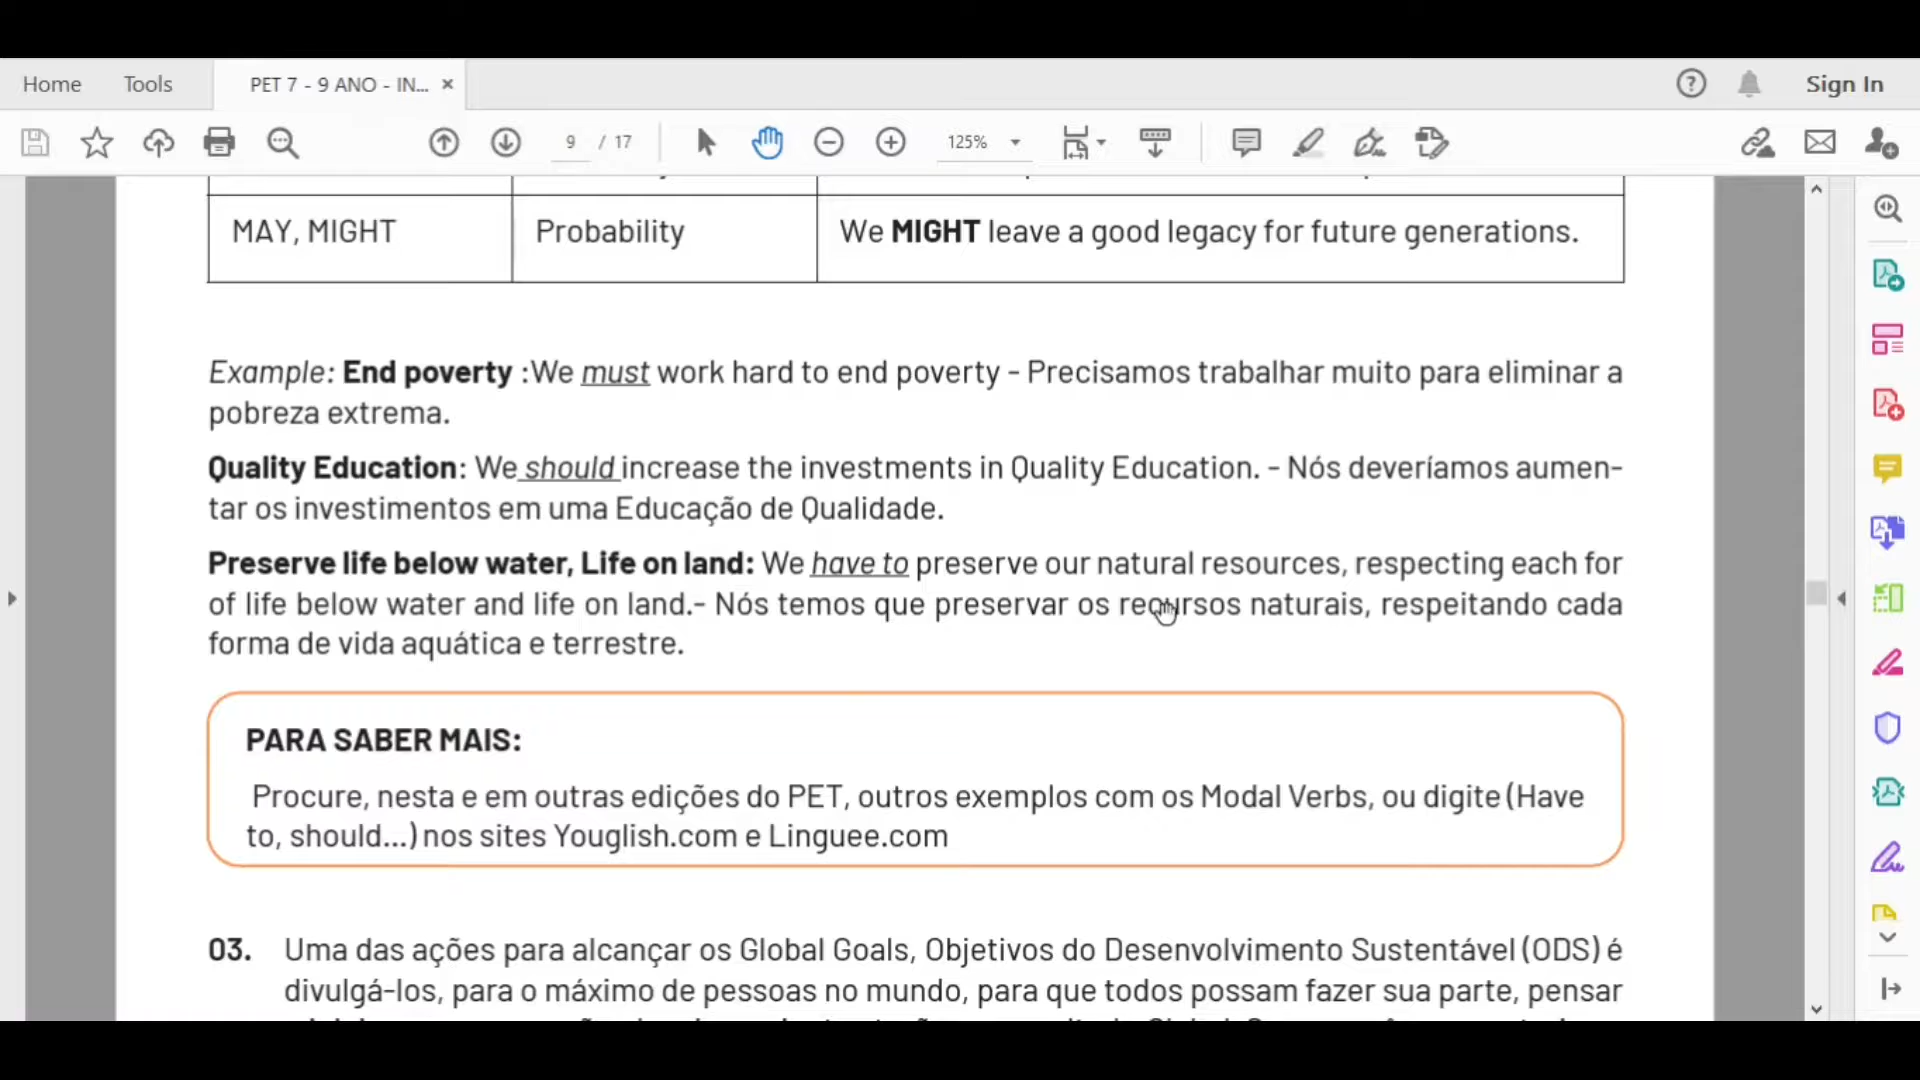 Home Tools PET 7 - 9 ANO - IN... × Sign In
9 / 17 125%
MAY, MIGHT Probability We MIGHT leave a good legacy for future generations.
Example: End poverty :We must work hard to end poverty - Precisamos trabalhar muito para eliminar a
pobreza extrema.
Quality Education: We should increase the investments in Quality Education. - Nós deveríamos aumen-
tar os investimentos em uma Educação de Qualidade.
Preserve life below water, Life on land: We have to preserve our natural resources, respecting each for
of life below water and life on land.- Nós temos que preservar os recursos naturais, respeitando cada
forma de vida aquática e terrestre.
PARA SABER MAIS:
Procure, nesta e em outras edições do PET, outros exemplos com os Modal Verbs, ou digite (Have
to, should...) nos sites Youglish.com e Linguee.com
03. Uma das ações para alcançar os Global Goals, Objetivos do Desenvolvimento Sustentável (ODS) é
divulgá-los, para o máximo de pessoas no mundo, para que todos possam fazer sua parte, pensar